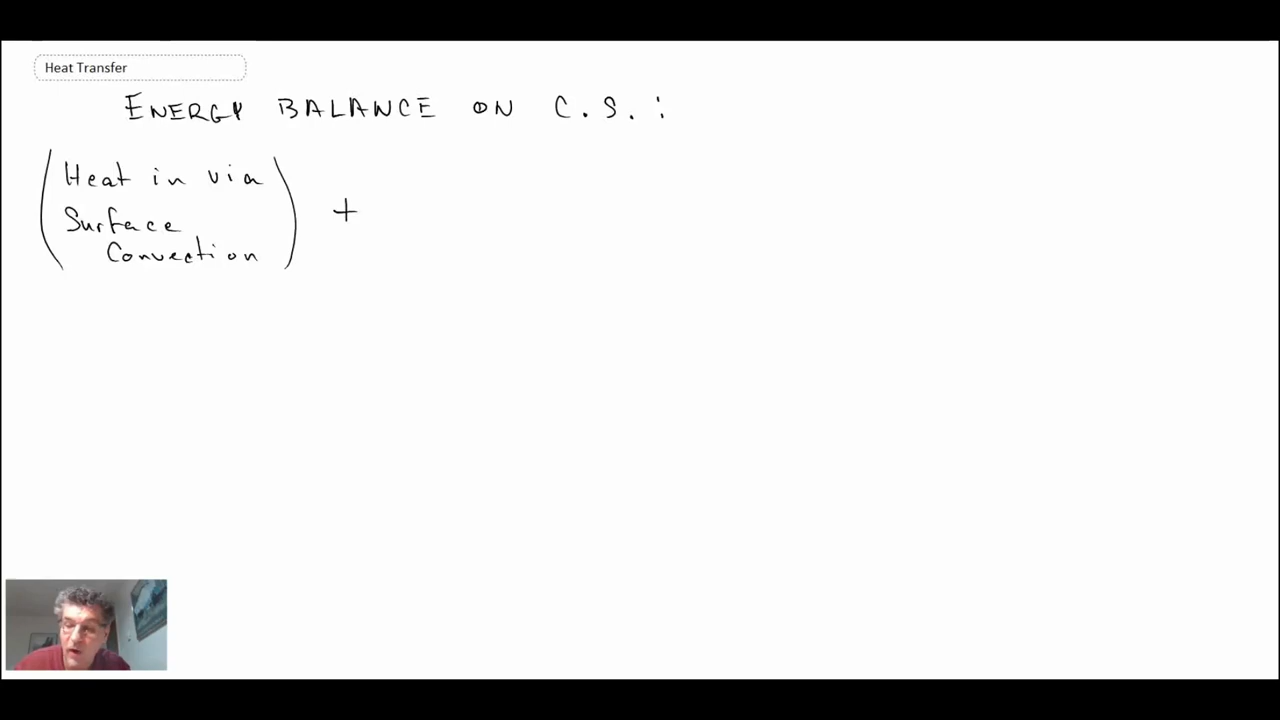 Heat Transfer
ENERGY BALANCE ON C.S. :
(Heat in via
Surface
Convection) +